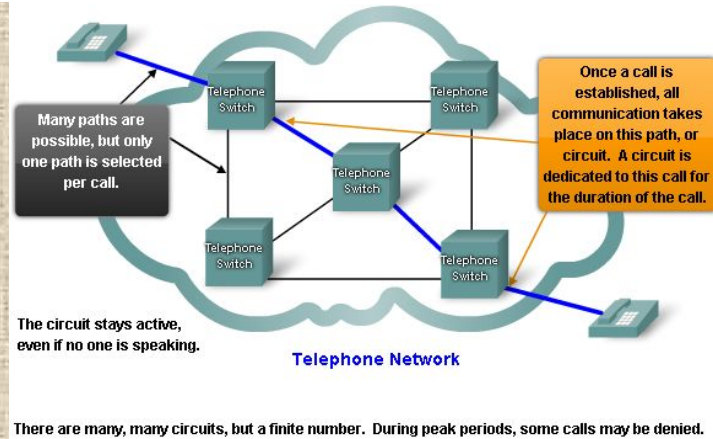 Telephone
Switch
Telephone
Switch
Many paths are
possible, but only
one path is selected
per call.
Once a call is
established, all
communication takes
place on this path, or
circuit. A circuit is
dedicated to this call for
the duration of the call.
Telephone
Switch
Telephone
Switch
Telephone
Switch
The circuit stays active,
even if no one is speaking.
Telephone Network
There are many, many circuits, but a finite number. During peak periods, some calls may be denied.